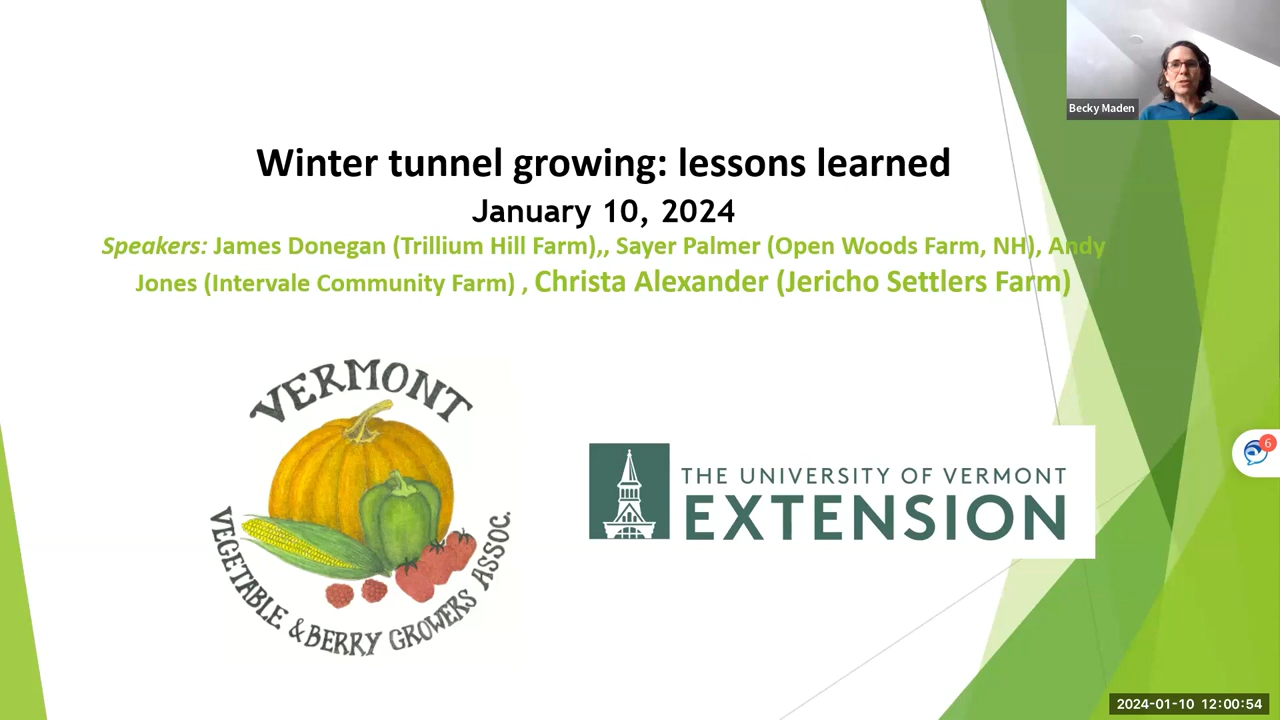 Becky Maden
Winter tunnel growing: lessons learned
January 10, 2024
Speakers: James Donegan (Trillium Hill Farm),, Sayer Palmer (Open Woods Farm, NH), Andy
Jones (Intervale Community Farm) , Christa Alexander (Jericho Settlers Farm)
VERMONT
VEGETABLE & BERRY GROWERS ASSOC.
THE UNIVERSITY OF VERMONT
EXTENSION
6
2024-01-10 12:00:54